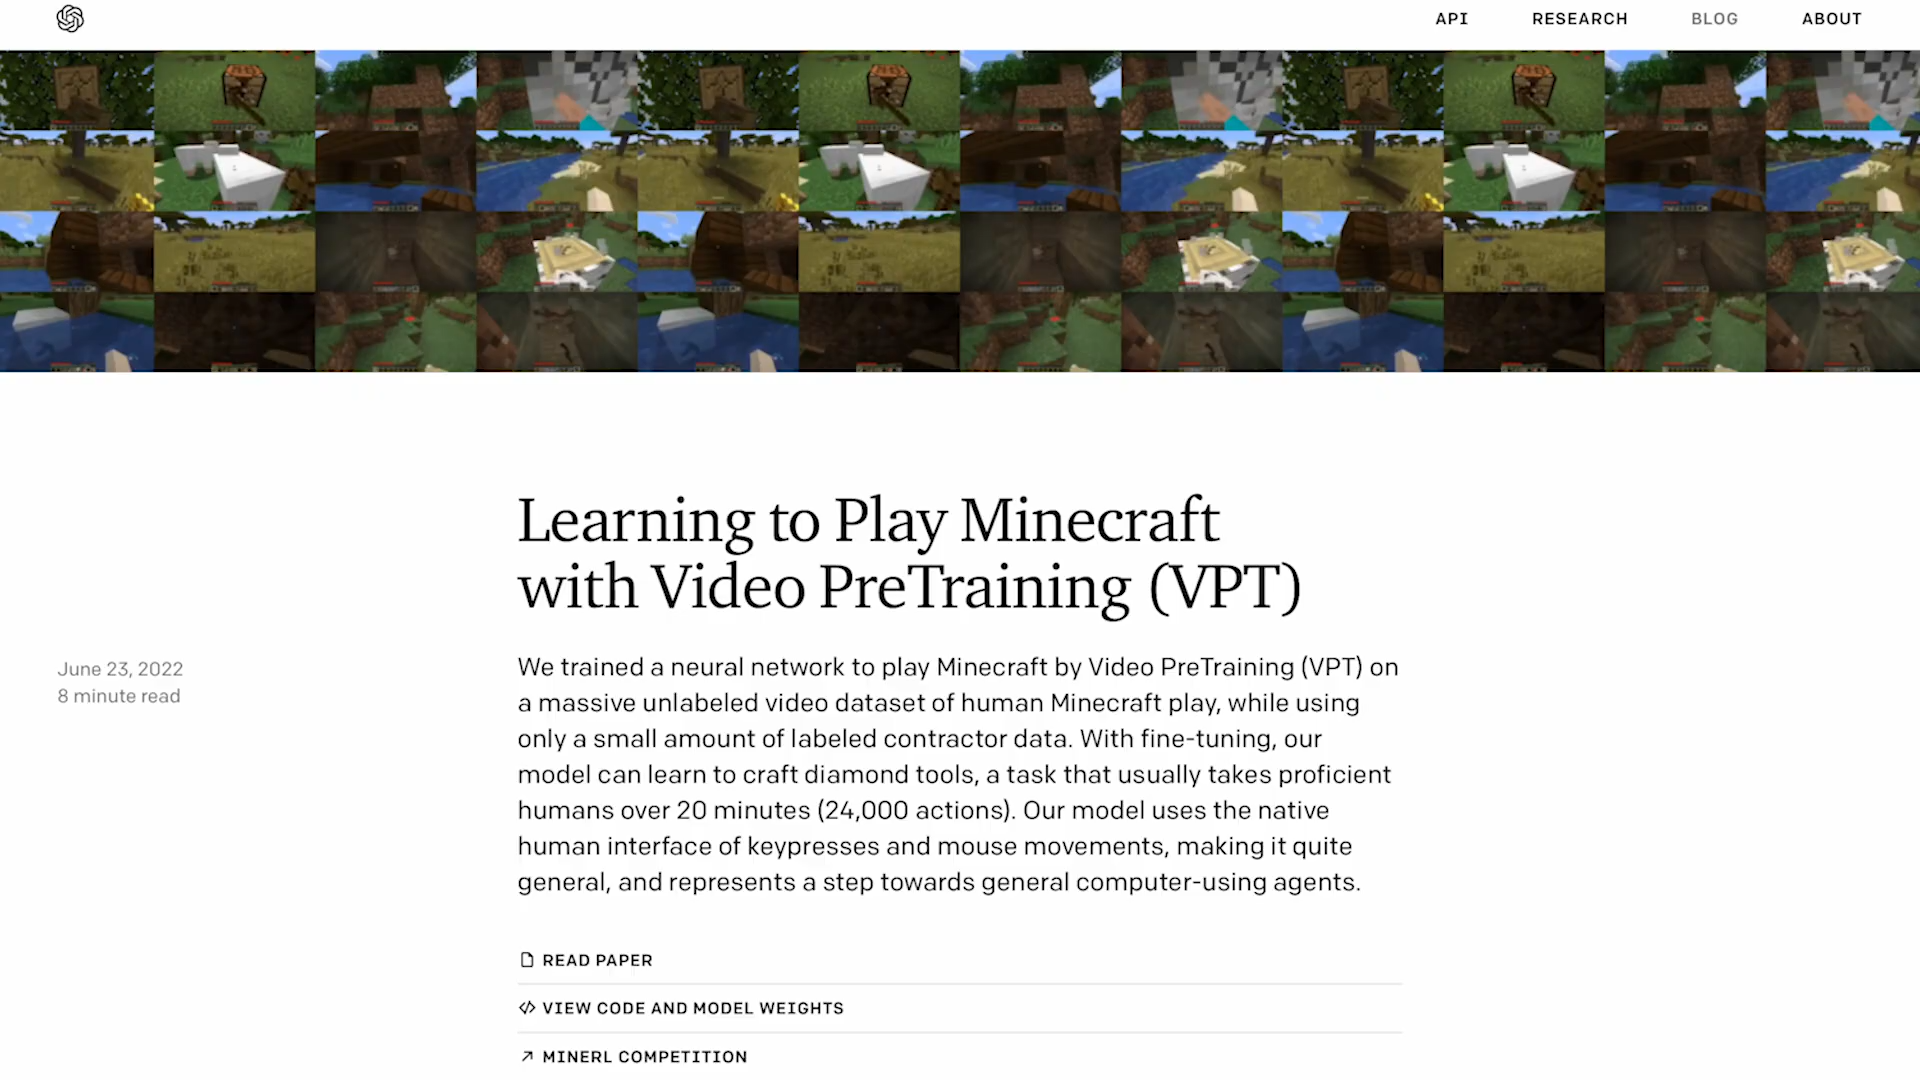 API RESEARCH BLOG ABOUT
Learning to Play Minecraft
with Video PreTraining (VPT)
June 23, 2022
8 minute read
We trained a neural network to play Minecraft by Video PreTraining (VPT) on
a massive unlabeled video dataset of human Minecraft play, while using
only a small amount of labeled contractor data. With fine-tuning, our
model can learn to craft diamond tools, a task that usually takes proficient
humans over 20 minutes (24,000 actions). Our model uses the native
human interface of keypresses and mouse movements, making it quite
general, and represents a step towards general computer-using agents.
READ PAPER
VIEW CODE AND MODEL WEIGHTS
MINERL COMPETITION